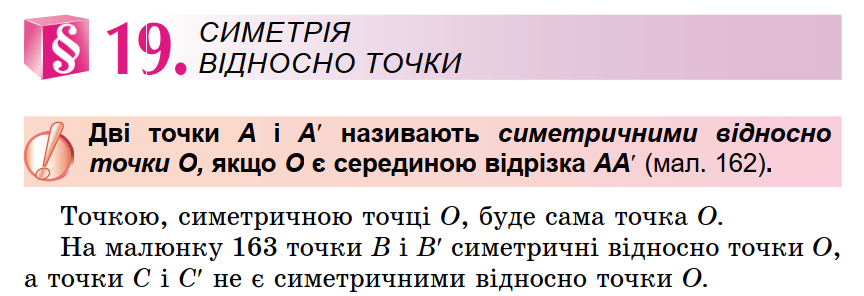 § 19. СИМЕТРІЯ
ВІДНОСНО ТОЧКИ
Дві точки A і A′ називають симетричними відносно
точки O, якщо O є серединою відрізка AA′ (мал. 162).
Точкою, симетричною точці O, буде сама точка O.
На малюнку 163 точки B і B′ симетричні відносно точки O,
а точки C і C′ не є симетричними відносно точки O.